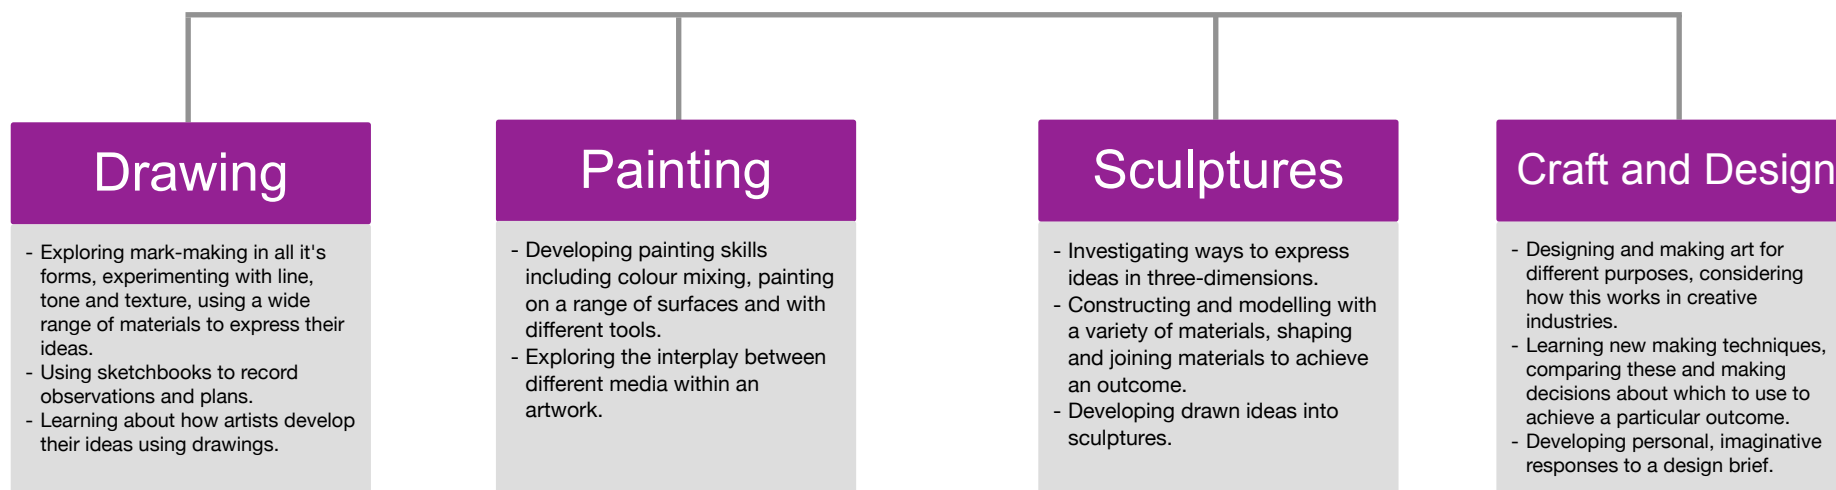 Drawing
- Exploring mark-making in all it's
forms, experimenting with line,
tone and texture, using a wide
range of materials to express their
ideas.
- Using sketchbooks to record
observations and plans.
- Learning about how artists develop
their ideas using drawings.
Painting
- Developing painting skills
including colour mixing, painting
on a range of surfaces and with
different tools.
- Exploring the interplay between
different media within an
artwork.
Sculptures
- Investigating ways to express
ideas in three-dimensions.
- Constructing and modelling with
a variety of materials, shaping
and joining materials to achieve
an outcome.
- Developing drawn ideas into
sculptures.
Craft and Design
- Designing and making art for
different purposes, considering
how this works in creative
industries.
- Learning new making techniques,
comparing these and making
decisions about which to use to
achieve a particular outcome.
- Developing personal, imaginative
responses to a design brief.